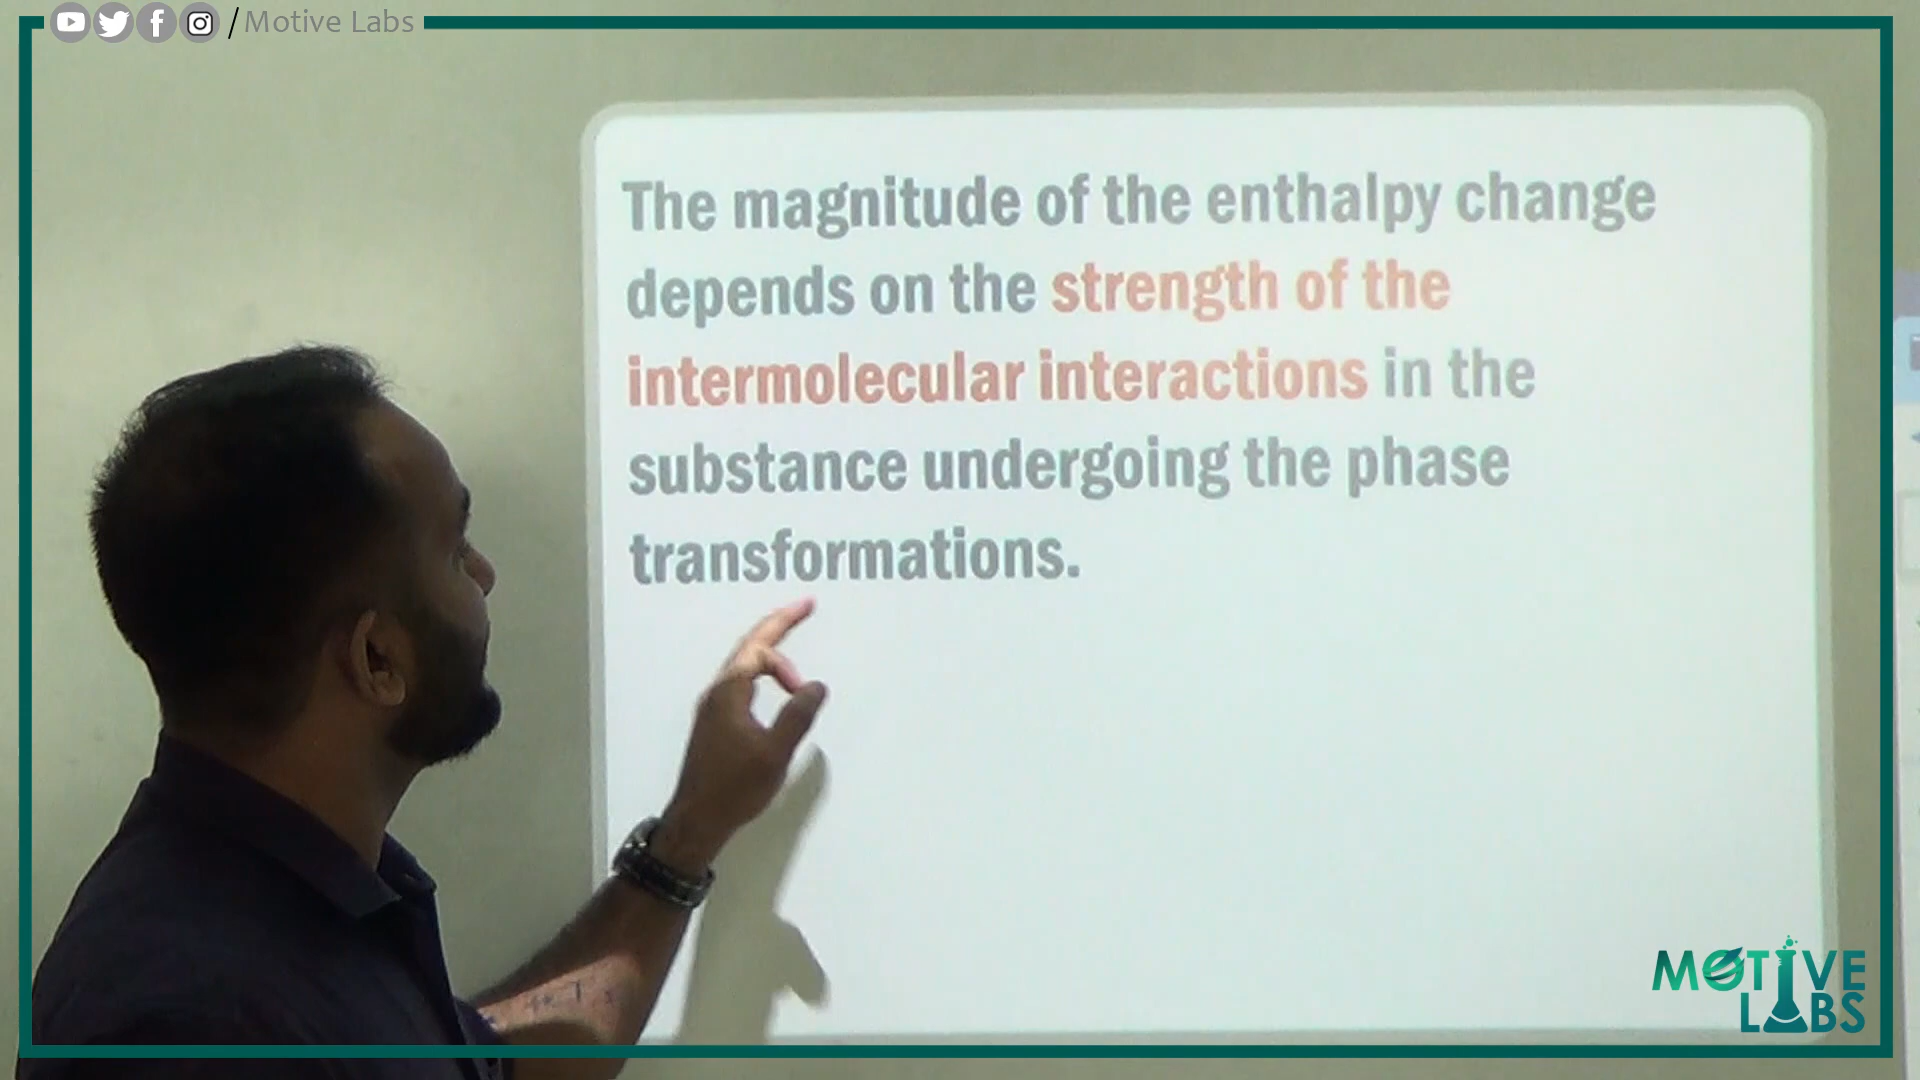 /Motive Labs
The magnitude of the enthalpy change
depends on the strength of the
intermolecular interactions in the
substance undergoing the phase
transformations.
MOTIVE
LABS